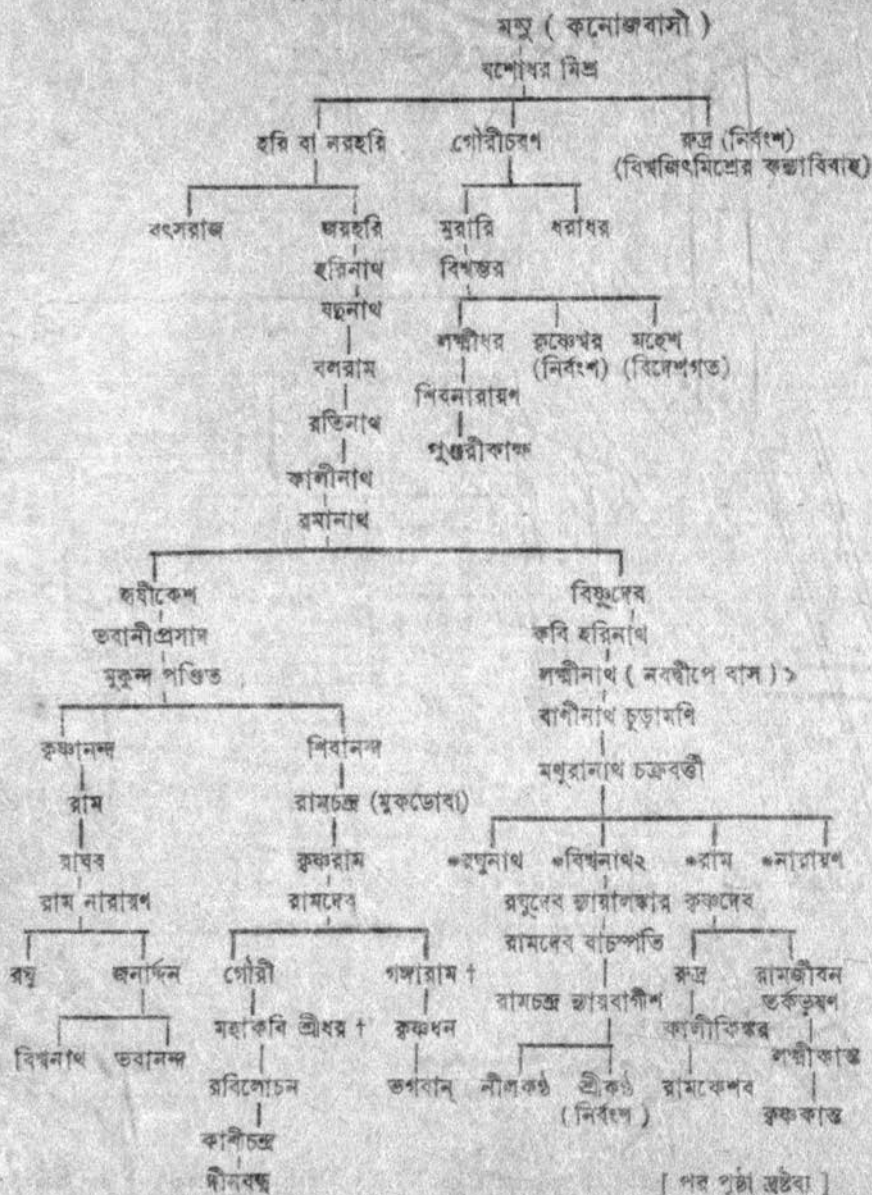 মন্সু ( কনোজবাসী )
যশোধর মিশ্র
হরি বা নরহরি গৌরীচরণ রুদ্র (নির্বংশ)
(বিশ্বজিৎমিশ্রের কন্যাবিবাহ)
বৎসরাজ জয়হরি মুরারি ধরাধর
হরিনাথ বিশ্বম্ভর
যদুনাথ
লক্ষ্মীধর কৃষ্ণেশ্বর মহেশ
বলরাম (নির্বংশ) (বিদেশগত)
শিবনারায়ণ
রতিনাথ
পুণ্ডরীকাক্ষ
কালীনাথ
রমানাথ
হৃষীকেশ বিষ্ণুদেব
ভবানীপ্রসাদ কবি হরিনাথ
মুকুন্দ পণ্ডিত লক্ষ্মীনাথ ( নবদ্বীপে বাস ) ১
বাণীনাথ চূড়ামণি
কৃষ্ণানন্দ শিবানন্দ
মথুরানাথ চক্রবর্ত্তী
রাম রামচন্দ্র (মুকডোবা)
রাঘব কৃষ্ণরাম *রঘুনাথ *বিশ্বনাথ২ *রাম *নারায়ণ
রাম নারায়ণ রামদেব রঘুদেব ন্যায়ালঙ্কার কৃষ্ণদেব
রামদেব বাচস্পতি
রঘু জনার্দ্দন গৌরী গঙ্গারাম † রুদ্র রামজীবন
রামচন্দ্র ন্যায়বাগীশ তর্কভূষণ
মহাকবি শ্রীধর † কৃষ্ণধন কালীকিঙ্কর
বিশ্বনাথ ভবানন্দ লক্ষ্মীকান্ত
রবিলোচন ভগবান্ নীলকণ্ঠ শ্রীকণ্ঠ রামকেশব
(নির্বংশ) কৃষ্ণকান্ত
কাশীচন্দ্র
দীনবন্ধু [ পর পৃষ্ঠা দ্রষ্টব্য ]